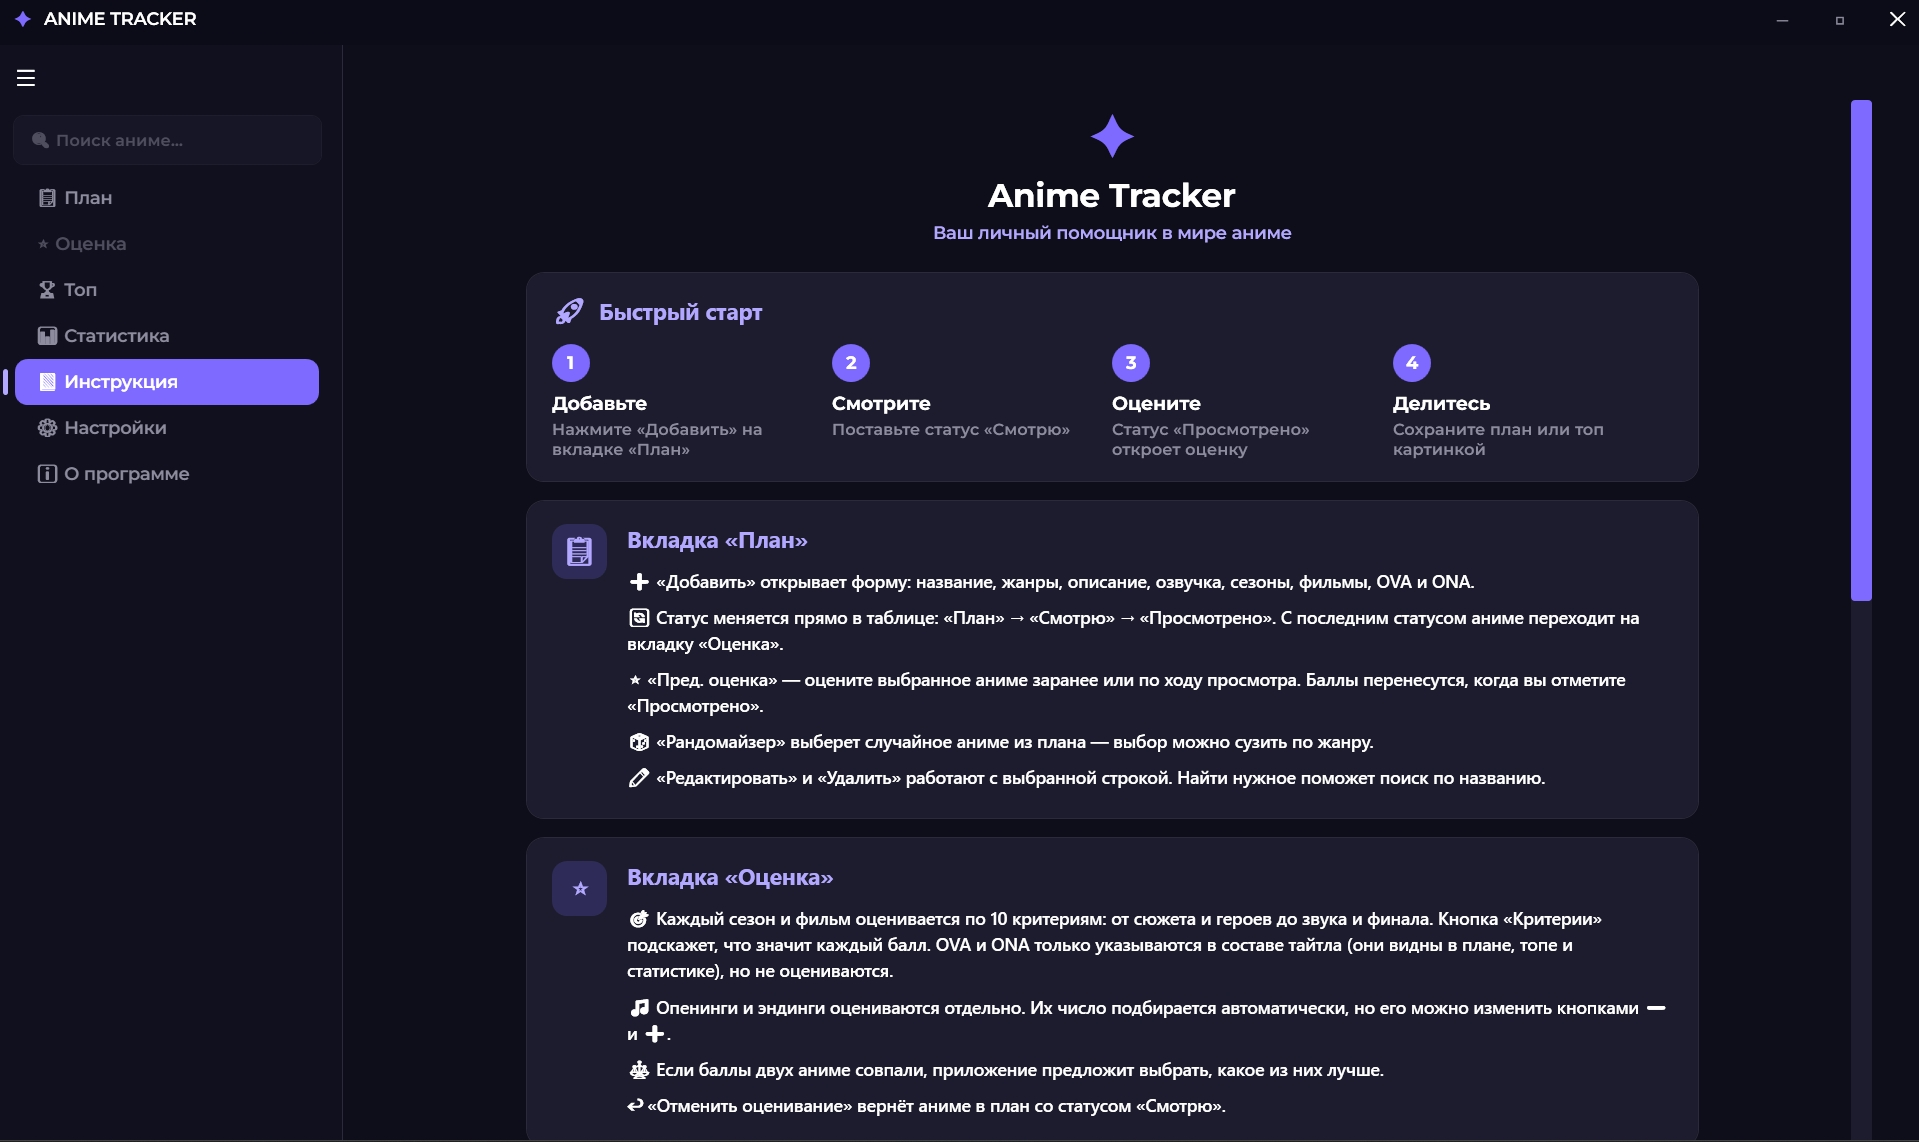 ANIME TRACKER
Поиск аниме...
План
Оценка
Топ
Статистика
Инструкция
Настройки
О программе
Anime Tracker
Ваш личный помощник в мире аниме
Быстрый старт
1
Добавьте
Нажмите «Добавить» на
вкладке «План»
2
Смотрите
Поставьте статус «Смотрю»
3
Оцените
Статус «Просмотрено»
откроет оценку
4
Делитесь
Сохраните план или топ
картинкой
Вкладка «План»
➕ «Добавить» открывает форму: название, жанры, описание, озвучка, сезоны, фильмы, OVA и ONA.
Статус меняется прямо в таблице: «План» → «Смотрю» → «Просмотрено». С последним статусом аниме переходит на
вкладку «Оценка».
⭐ «Пред. оценка» — оцените выбранное аниме заранее или по ходу просмотра. Баллы перенесутся, когда вы отметите
«Просмотрено».
«Рандомайзер» выберет случайное аниме из плана — выбор можно сузить по жанру.
«Редактировать» и «Удалить» работают с выбранной строкой. Найти нужное поможет поиск по названию.
Вкладка «Оценка»
Каждый сезон и фильм оценивается по 10 критериям: от сюжета и героев до звука и финала. Кнопка «Критерии»
подскажет, что значит каждый балл. OVA и ONA только указываются в составе тайтла (они видны в плане, топе и
статистике), но не оцениваются.
Опенинги и эндинги оцениваются отдельно. Их число подбирается автоматически, но его можно изменить кнопками ➖
и ➕.
Если баллы двух аниме совпали, приложение предложит выбрать, какое из них лучше.
«Отменить оценивание» вернёт аниме в план со статусом «Смотрю».